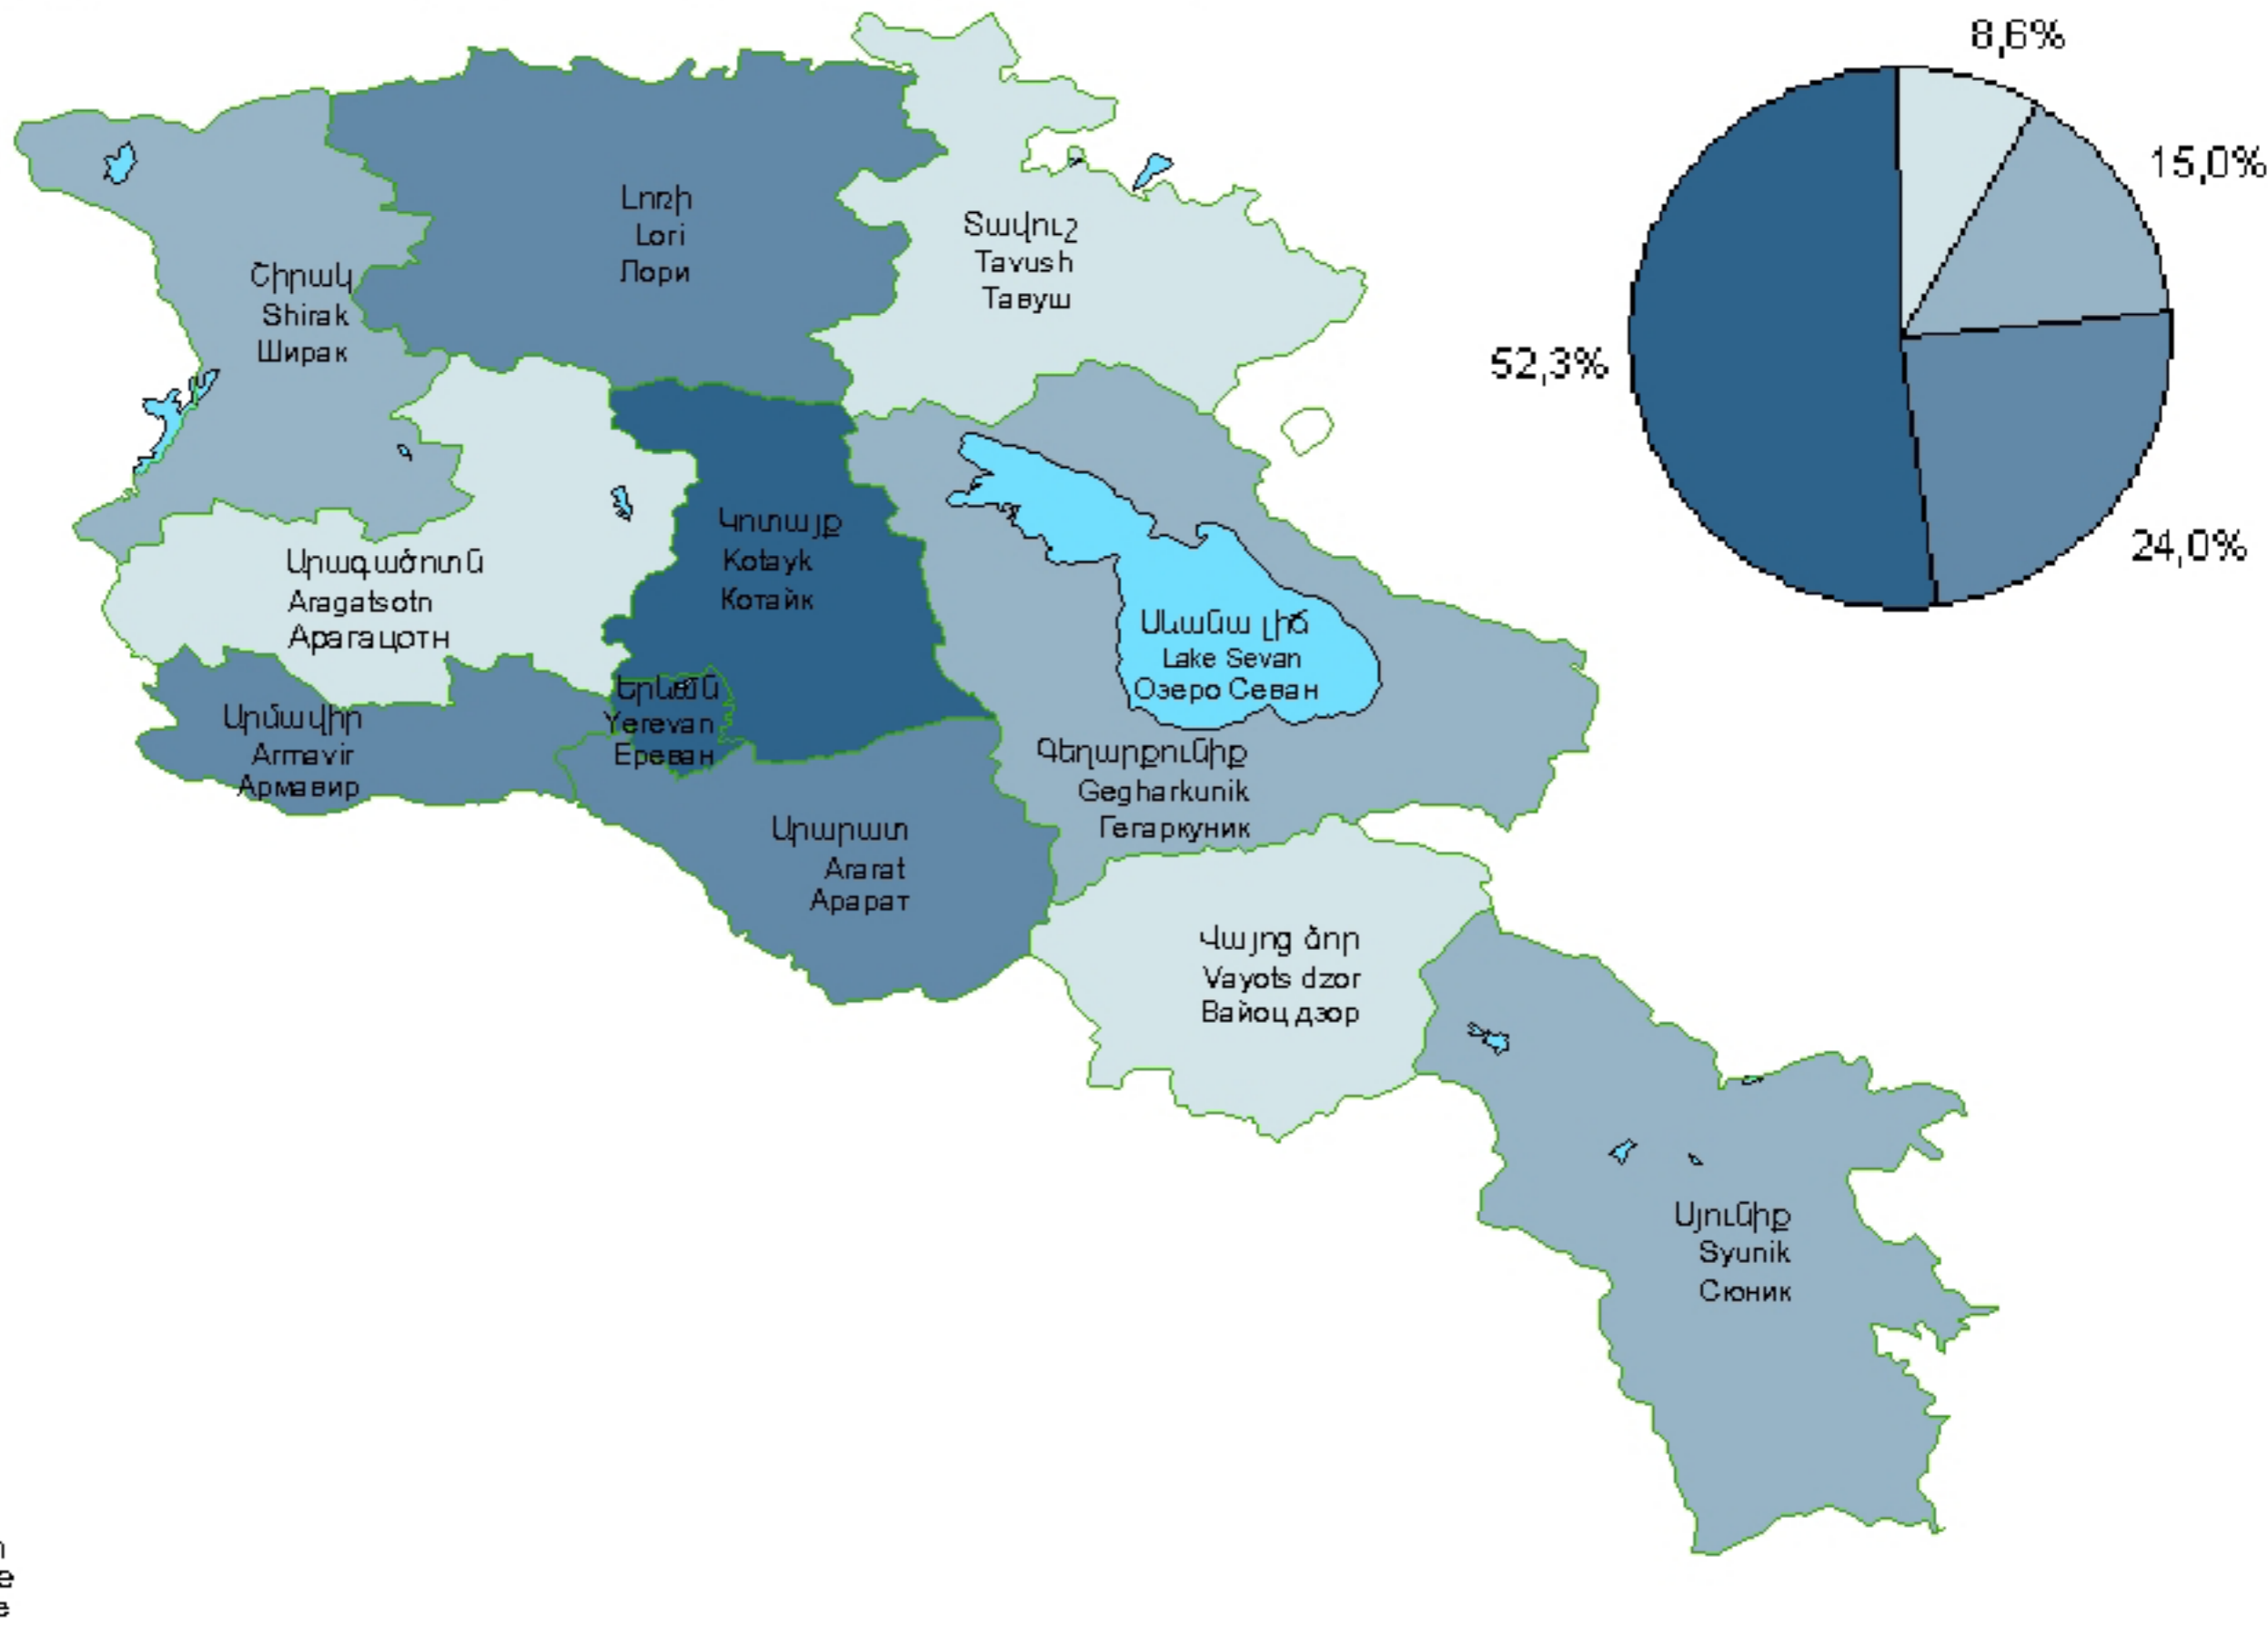 8,6%
15,0%
52,3%
24,0%
Լոռի
Lori
Лори
Տավուշ
Tavush
Тавуш
Շիրակ
Shirak
Ширак
Կոտայք
Kotayk
Котайк
Արագածոտն
Aragatsotn
Арагацотн
Սևանա լիճ
Lake Sevan
Озеро Севан
Երևան
Yerevan
Ереван
Արմավիր
Armavir
Армавир
Գեղարքունիք
Gegharkunik
Гегаркуник
Արարատ
Ararat
Арарат
Վայոց ձոր
Vayots dzor
Вайоц дзор
Սյունիք
Syunik
Сюник